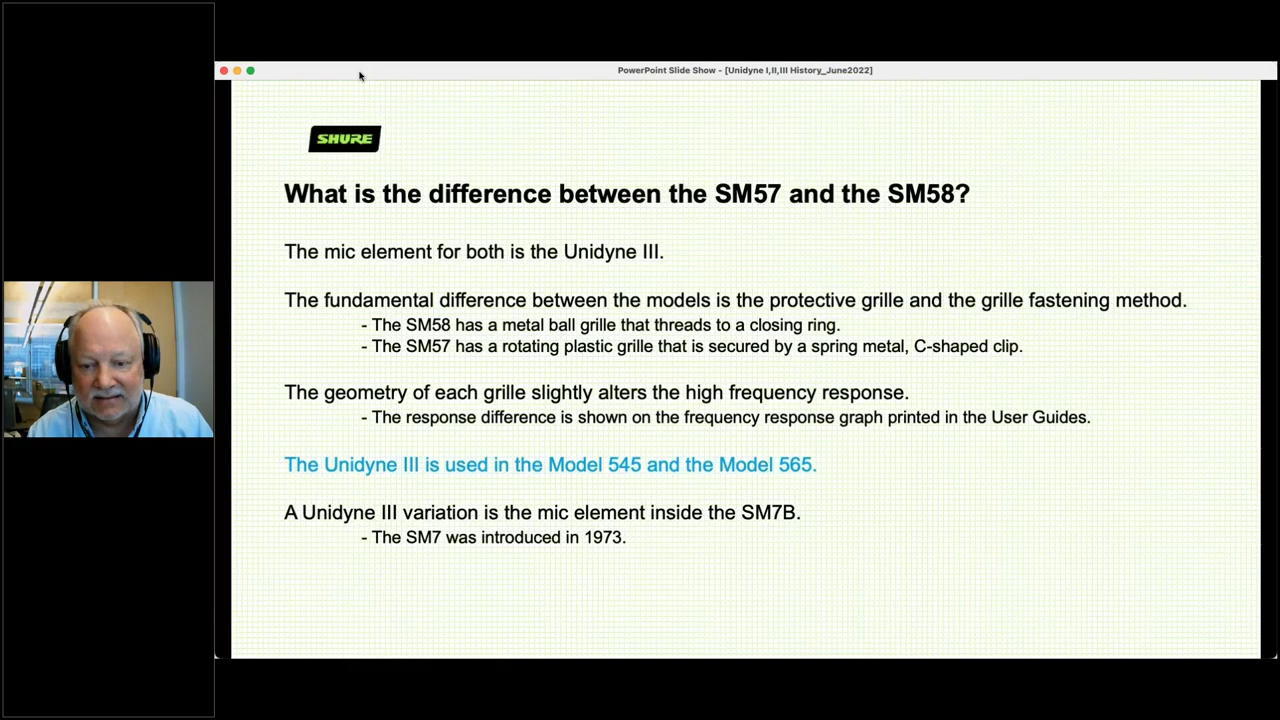 PowerPoint Slide Show - [Unidyne I,II,III History_June2022]
SHURE
What is the difference between the SM57 and the SM58?
The mic element for both is the Unidyne III.
The fundamental difference between the models is the protective grille and the grille fastening method.
- The SM58 has a metal ball grille that threads to a closing ring.
- The SM57 has a rotating plastic grille that is secured by a spring metal, C-shaped clip.
The geometry of each grille slightly alters the high frequency response.
- The response difference is shown on the frequency response graph printed in the User Guides.
The Unidyne III is used in the Model 545 and the Model 565.
A Unidyne III variation is the mic element inside the SM7B.
- The SM7 was introduced in 1973.